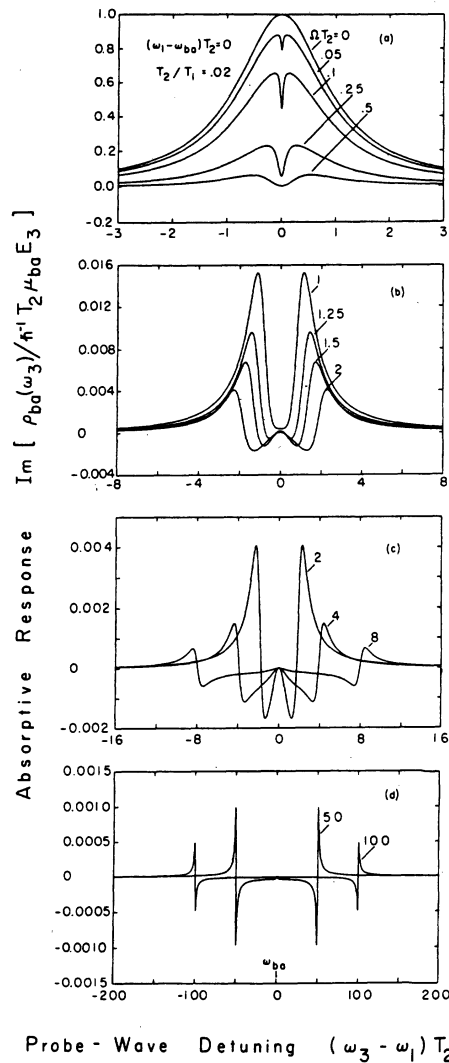 Absorptive Response Im [ ρba(ω3)/ħ⁻¹ T2 μba E3 ]
1.0
0.8
0.6
0.4
0.2
0.0
-0.2
(ω1-ωba)T2=0
T2/T1=.02
ΩT2=0
.05
.1
.25
.5
(a)
-3 -2 -1 0 1 2 3
0.016
0.012
0.008
0.004
0
-0.004
(b)
1
1.25
1.5
2
-8 -4 0 4 8
0.004
0.002
0
-0.002
(c)
2
4
8
-16 -8 0 8 16
0.0015
0.0010
0.0005
0
-0.0005
-0.0010
-0.0015
(d)
50
100
ωba
-200 -100 0 100 200
Probe-Wave Detuning (ω3-ω1)T2